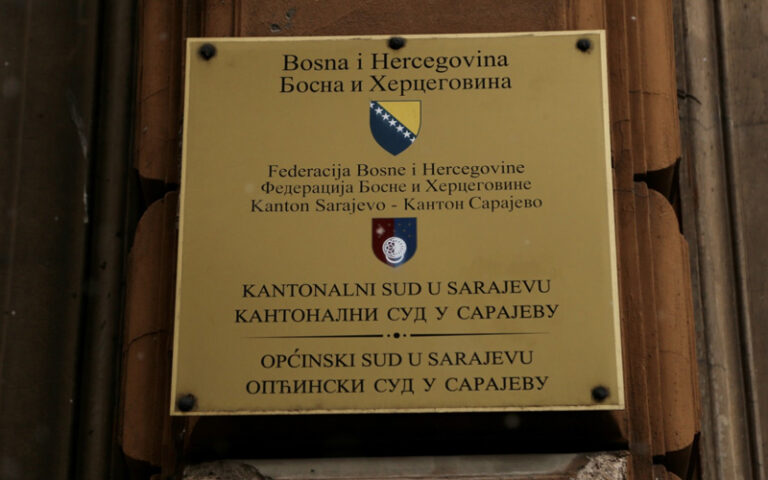 Bosna i Hercegovina
Босна и Херцеговина
Federacija Bosne i Hercegovine
Федерација Босне и Херцеговине
Kanton Sarajevo - Кантон Сарајево
KANTONALNI SUD U SARAJEVU
КАНТОНАЛНИ СУД У САРАЈЕВУ
OPĆINSKI SUD U SARAJEVU
ОПЋИНСКИ СУД У САРАЈЕВУ